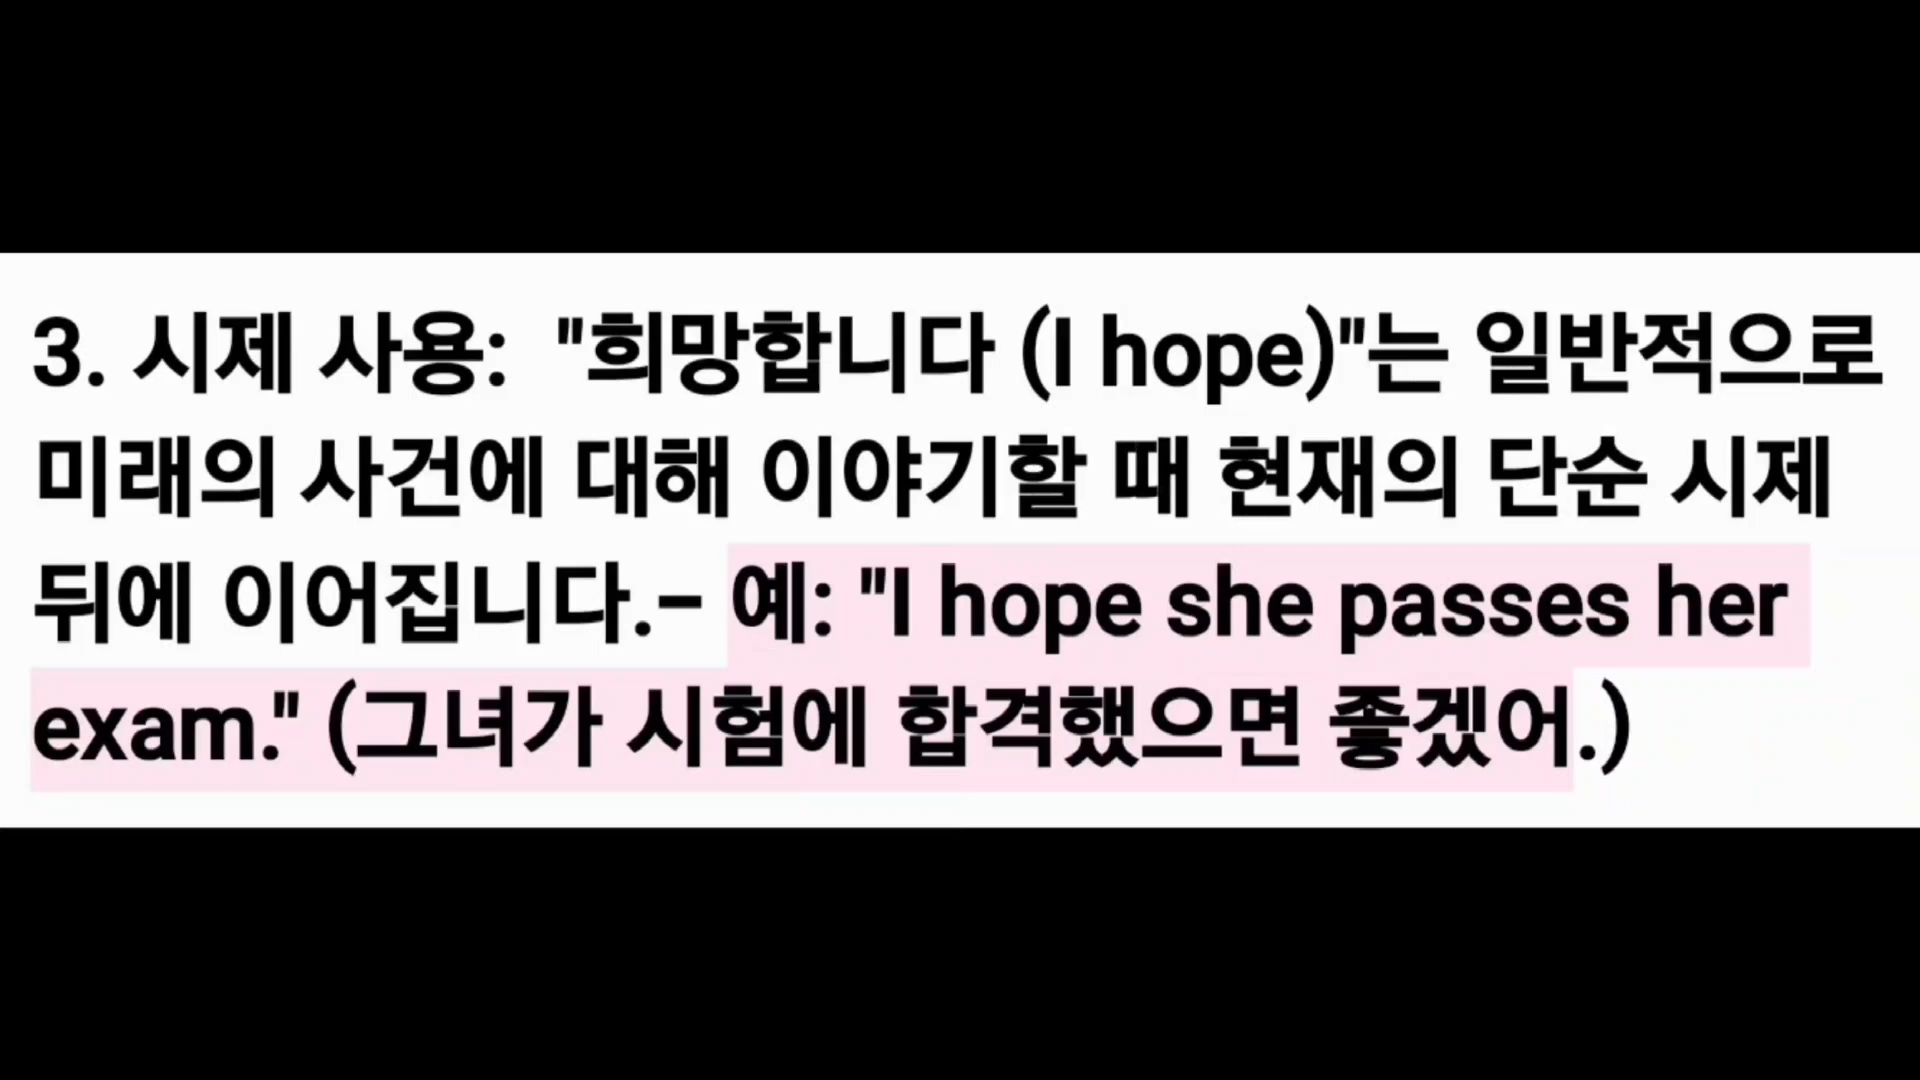 3. 시제 사용: "희망합니다 (I hope)"는 일반적으로
미래의 사건에 대해 이야기할 때 현재의 단순 시제
뒤에 이어집니다.- 예: "I hope she passes her
exam." (그녀가 시험에 합격했으면 좋겠어.)